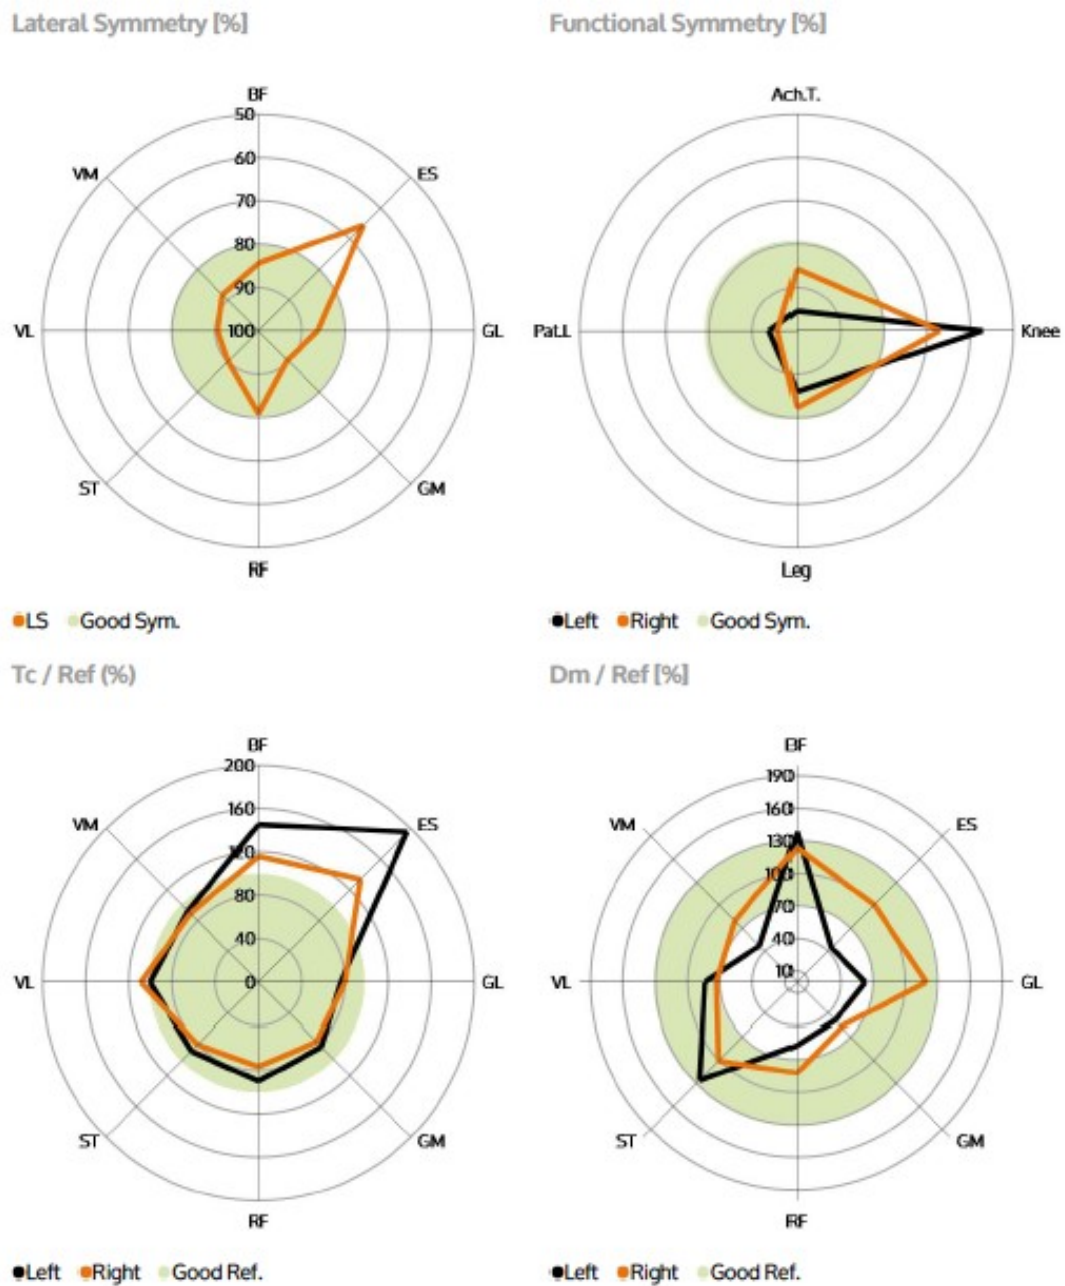 Lateral Symmetry [%]
BF
50
60
VM
ES
70
80
90
VL
100
GL
ST
GM
RF
LS Good Sym.
Functional Symmetry [%]
Ach.T.
Pat.L
Knee
Leg
Left Right Good Sym.
Tc / Ref (%)
BF
200
160
VM
ES
120
80
40
VL
0
GL
ST
GM
RF
Left Right Good Ref.
Dm / Ref [%]
BF
190
160
VM
ES
130
100
70
40
10
VL
GL
ST
GM
RF
Left Right Good Ref.